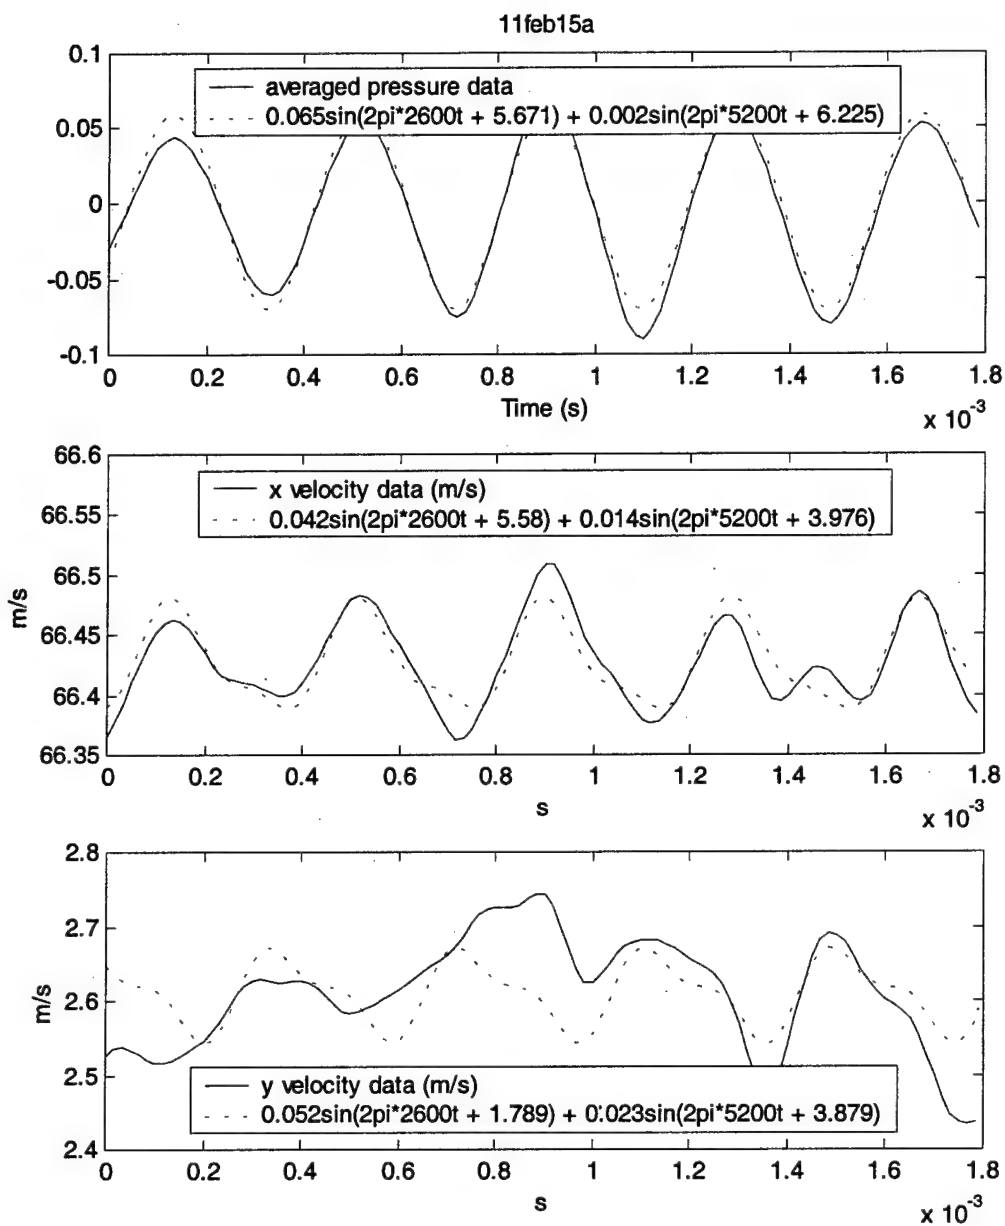 11feb15a
0.1
0.05
0
-0.05
-0.1
averaged pressure data
0.065sin(2pi*2600t + 5.671) + 0.002sin(2pi*5200t + 6.225)
0 0.2 0.4 0.6 0.8 1 1.2 1.4 1.6 1.8
Time (s)
x 10^-3
66.6
66.55
66.5
66.45
66.4
66.35
m/s
x velocity data (m/s)
0.042sin(2pi*2600t + 5.58) + 0.014sin(2pi*5200t + 3.976)
0 0.2 0.4 0.6 0.8 1 1.2 1.4 1.6 1.8
s
x 10^-3
2.8
2.7
2.6
2.5
2.4
m/s
y velocity data (m/s)
0.052sin(2pi*2600t + 1.789) + 0.023sin(2pi*5200t + 3.879)
0 0.2 0.4 0.6 0.8 1 1.2 1.4 1.6 1.8
s
x 10^-3